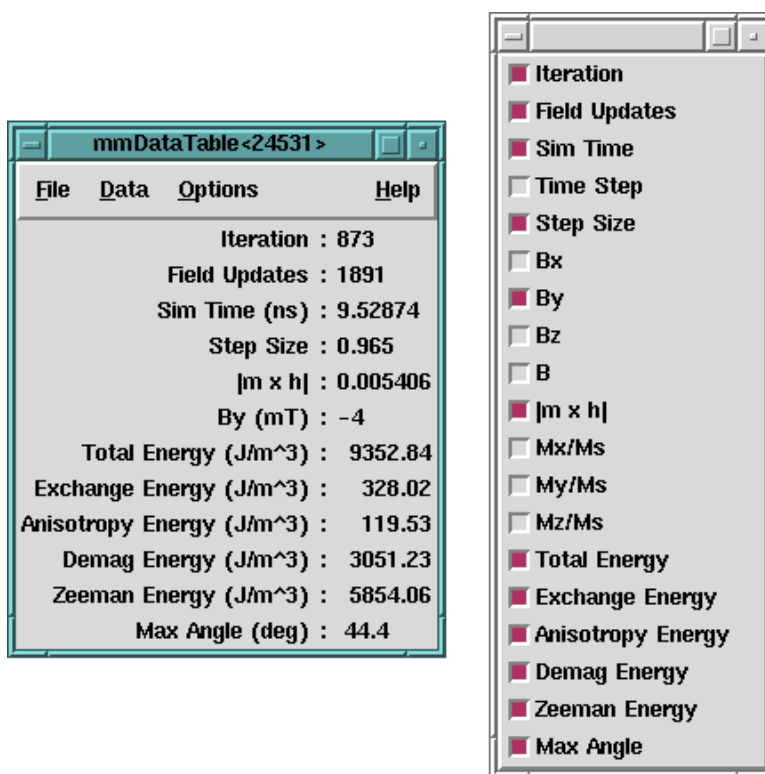 mmDataTable<24531>
File Data Options Help
Iteration : 873
Field Updates : 1891
Sim Time (ns) : 9.52874
Step Size : 0.965
|m x h| : 0.005406
By (mT) : -4
Total Energy (J/m^3) : 9352.84
Exchange Energy (J/m^3) : 328.02
Anisotropy Energy (J/m^3) : 119.53
Demag Energy (J/m^3) : 3051.23
Zeeman Energy (J/m^3) : 5854.06
Max Angle (deg) : 44.4
Iteration
Field Updates
Sim Time
Time Step
Step Size
Bx
By
Bz
B
|m x h|
Mx/Ms
My/Ms
Mz/Ms
Total Energy
Exchange Energy
Anisotropy Energy
Demag Energy
Zeeman Energy
Max Angle